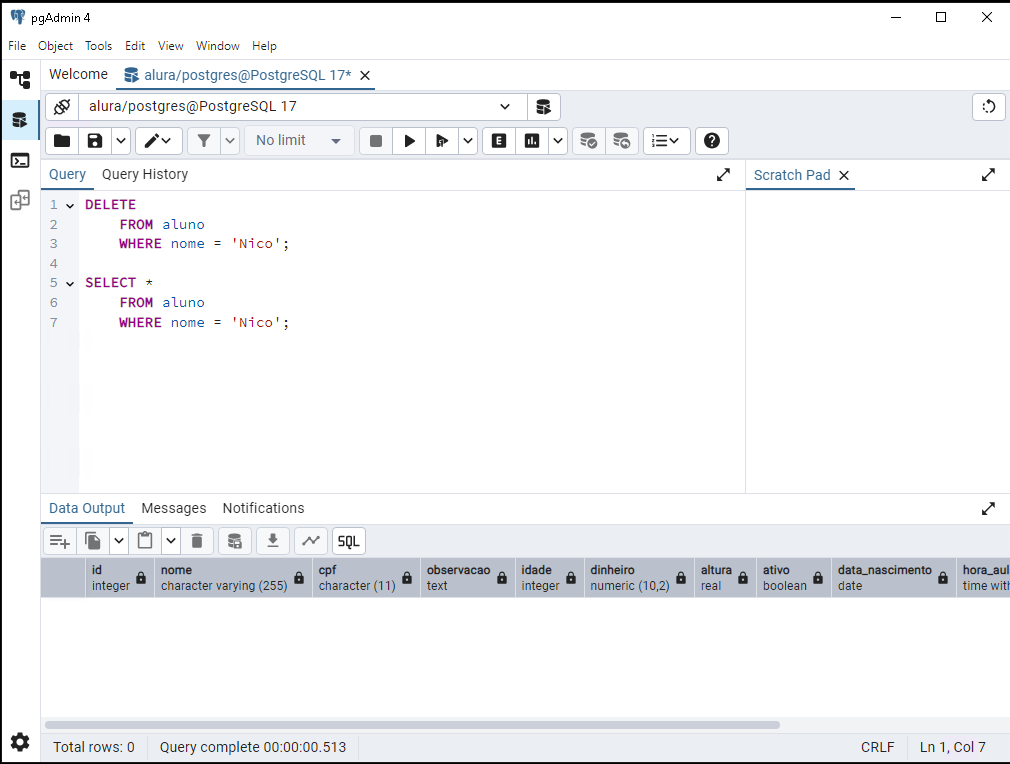 pgAdmin 4
File Object Tools Edit View Window Help
Welcome alura/postgres@PostgreSQL 17*
alura/postgres@PostgreSQL 17
No limit E
Query Query History Scratch Pad
1 DELETE
2 FROM aluno
3 WHERE nome = 'Nico';
4
5 SELECT *
6 FROM aluno
7 WHERE nome = 'Nico';
Data Output Messages Notifications
SQL
id nome cpf observacao idade dinheiro altura ativo data_nascimento hora_aul
integer character varying (255) character (11) text integer numeric (10,2) real boolean date time with
Total rows: 0 Query complete 00:00:00.513 CRLF Ln 1, Col 7